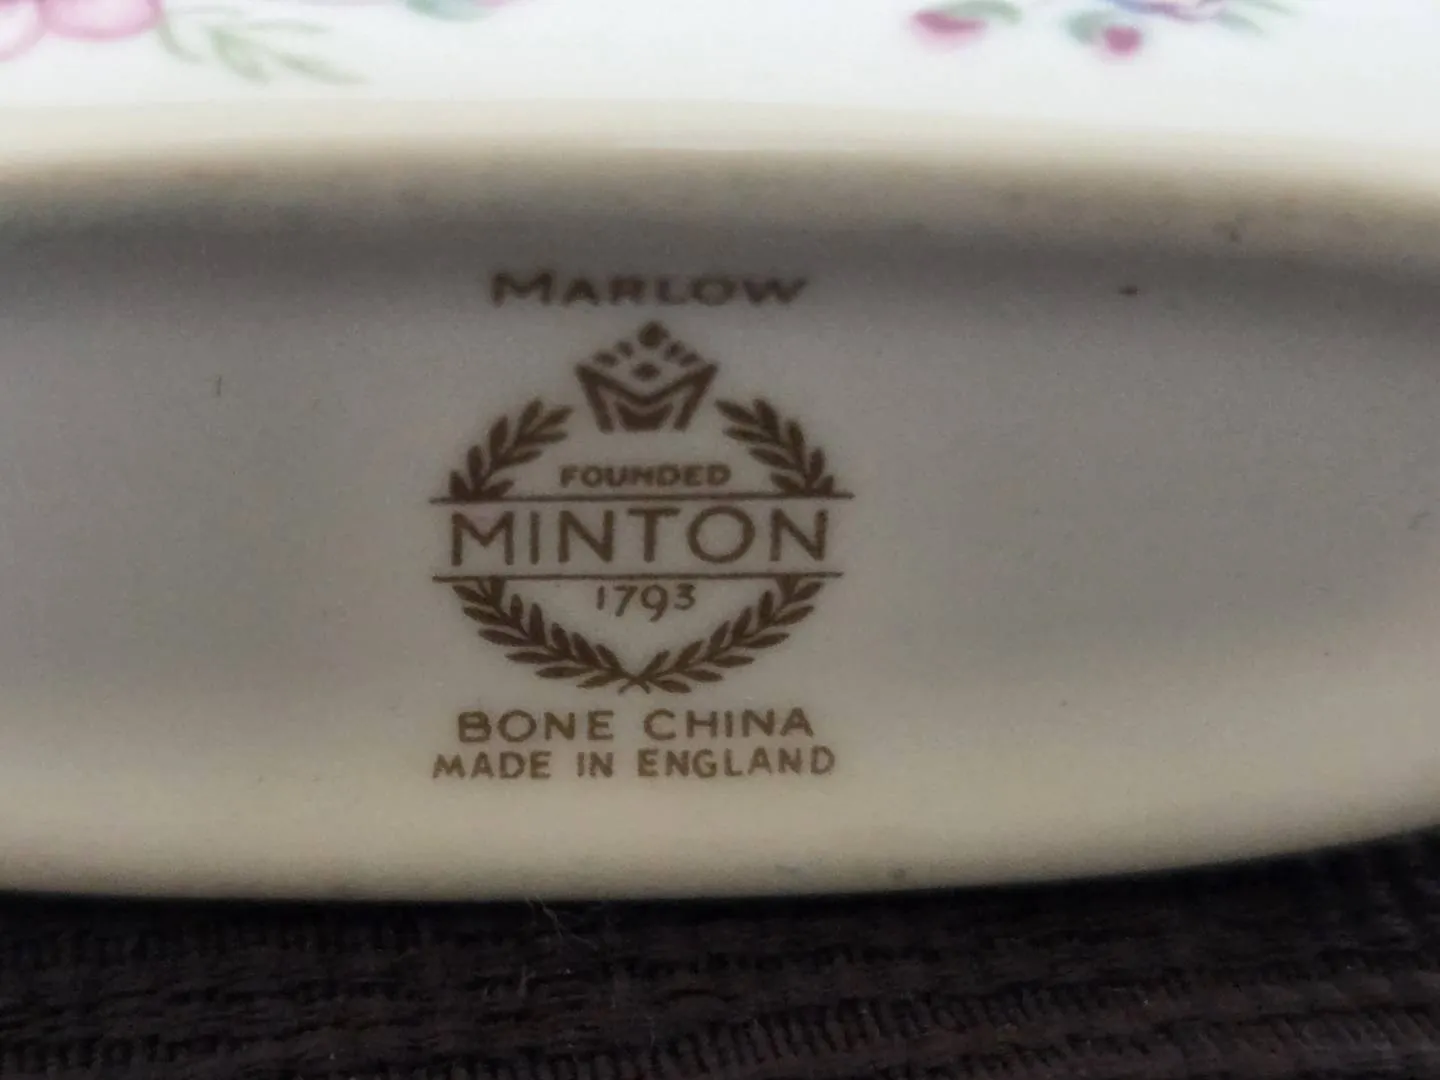 MARLOW
FOUNDED
MINTON
1793
BONE CHINA
MADE IN ENGLAND